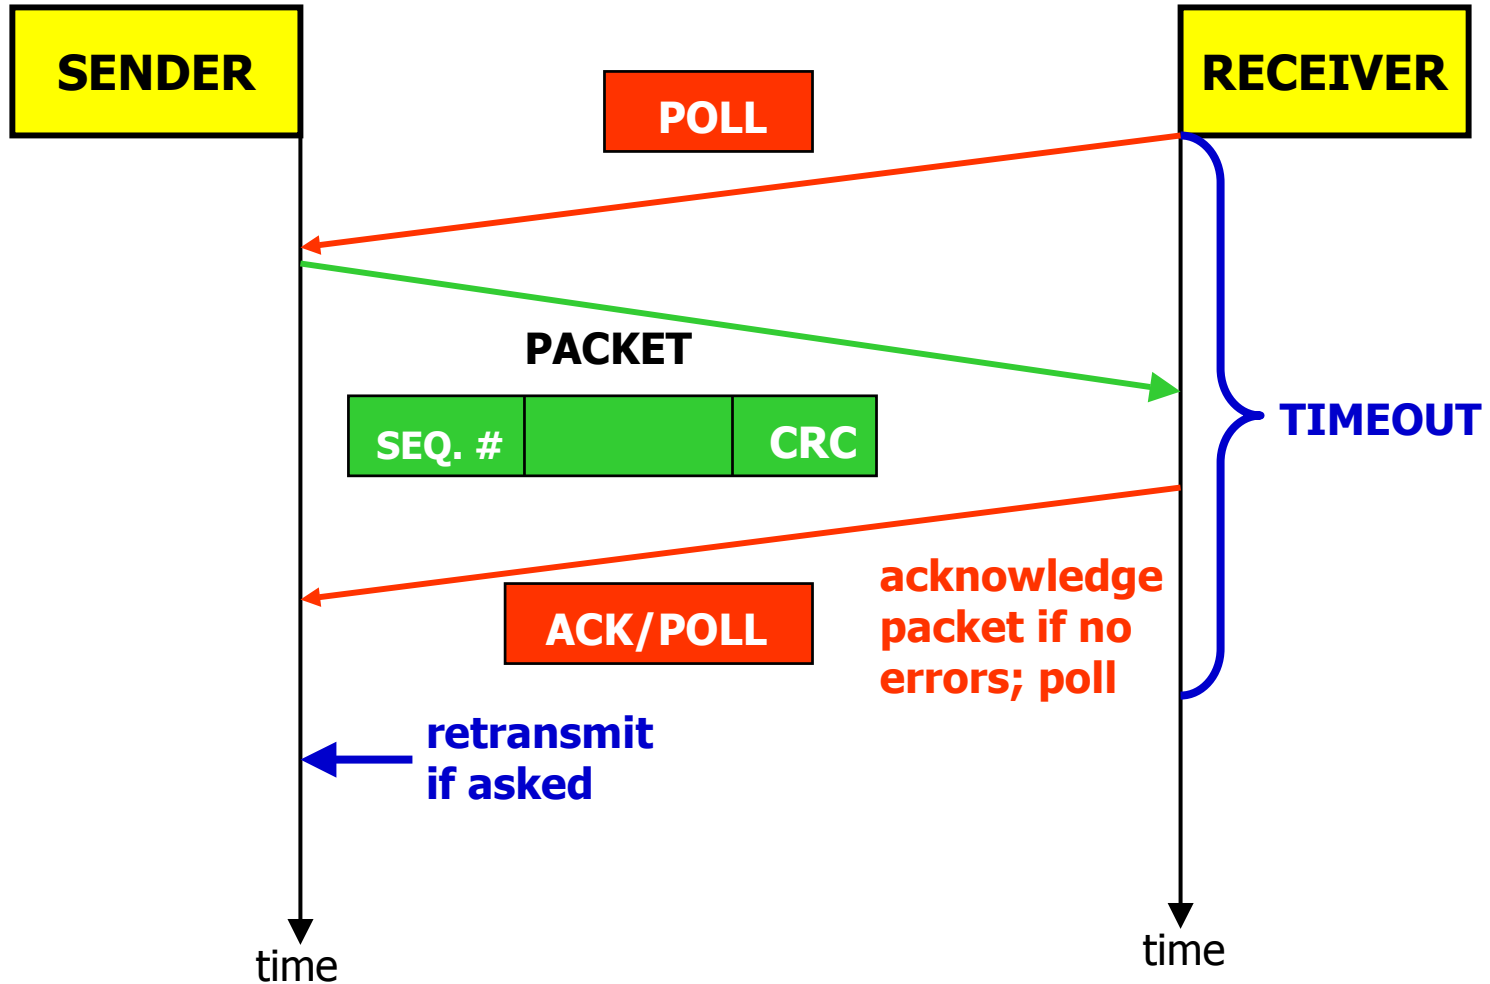 SENDER
RECEIVER
POLL
PACKET
SEQ. #
CRC
TIMEOUT
ACK/POLL
acknowledge
packet if no
errors; poll
retransmit
if asked
time
time